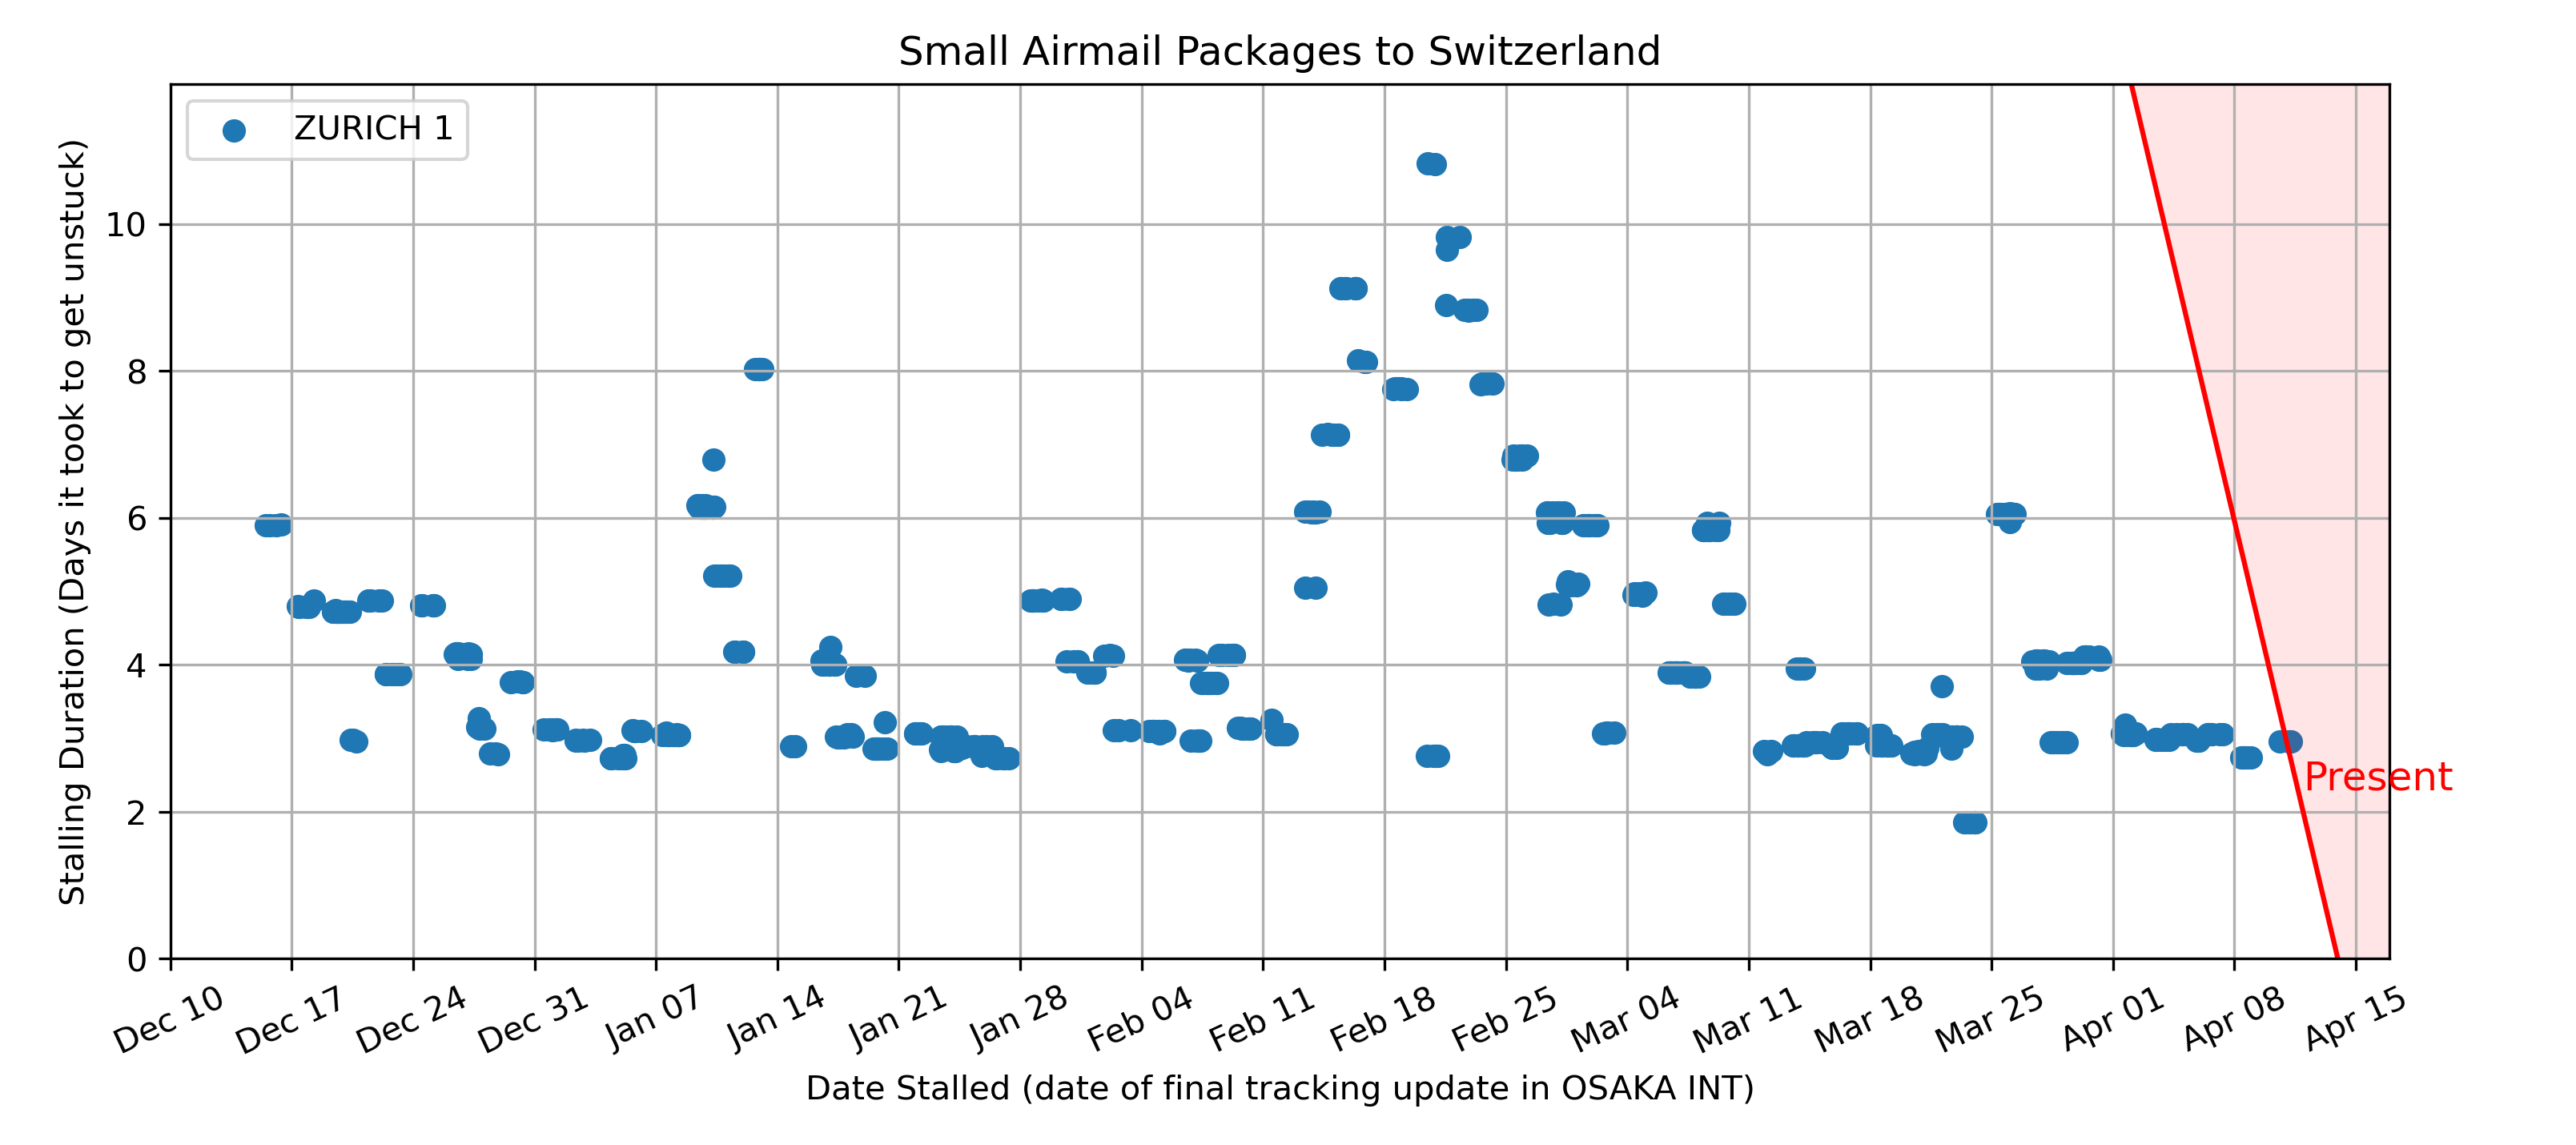 Small Airmail Packages to Switzerland
ZURICH 1
Stalling Duration (Days it took to get unstuck)
10
8
6
4
2
0
Present
Dec 10
Dec 17
Dec 24
Dec 31
Jan 07
Jan 14
Jan 21
Jan 28
Feb 04
Feb 11
Feb 18
Feb 25
Mar 04
Mar 11
Mar 18
Mar 25
Apr 01
Apr 08
Apr 15
Date Stalled (date of final tracking update in OSAKA INT)